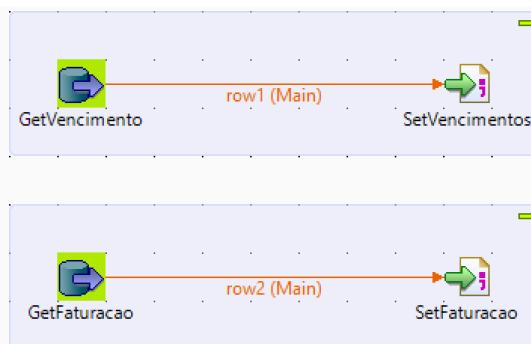 row1 (Main)
GetVencimento
SetVencimentos
row2 (Main)
GetFaturacao
SetFaturacao